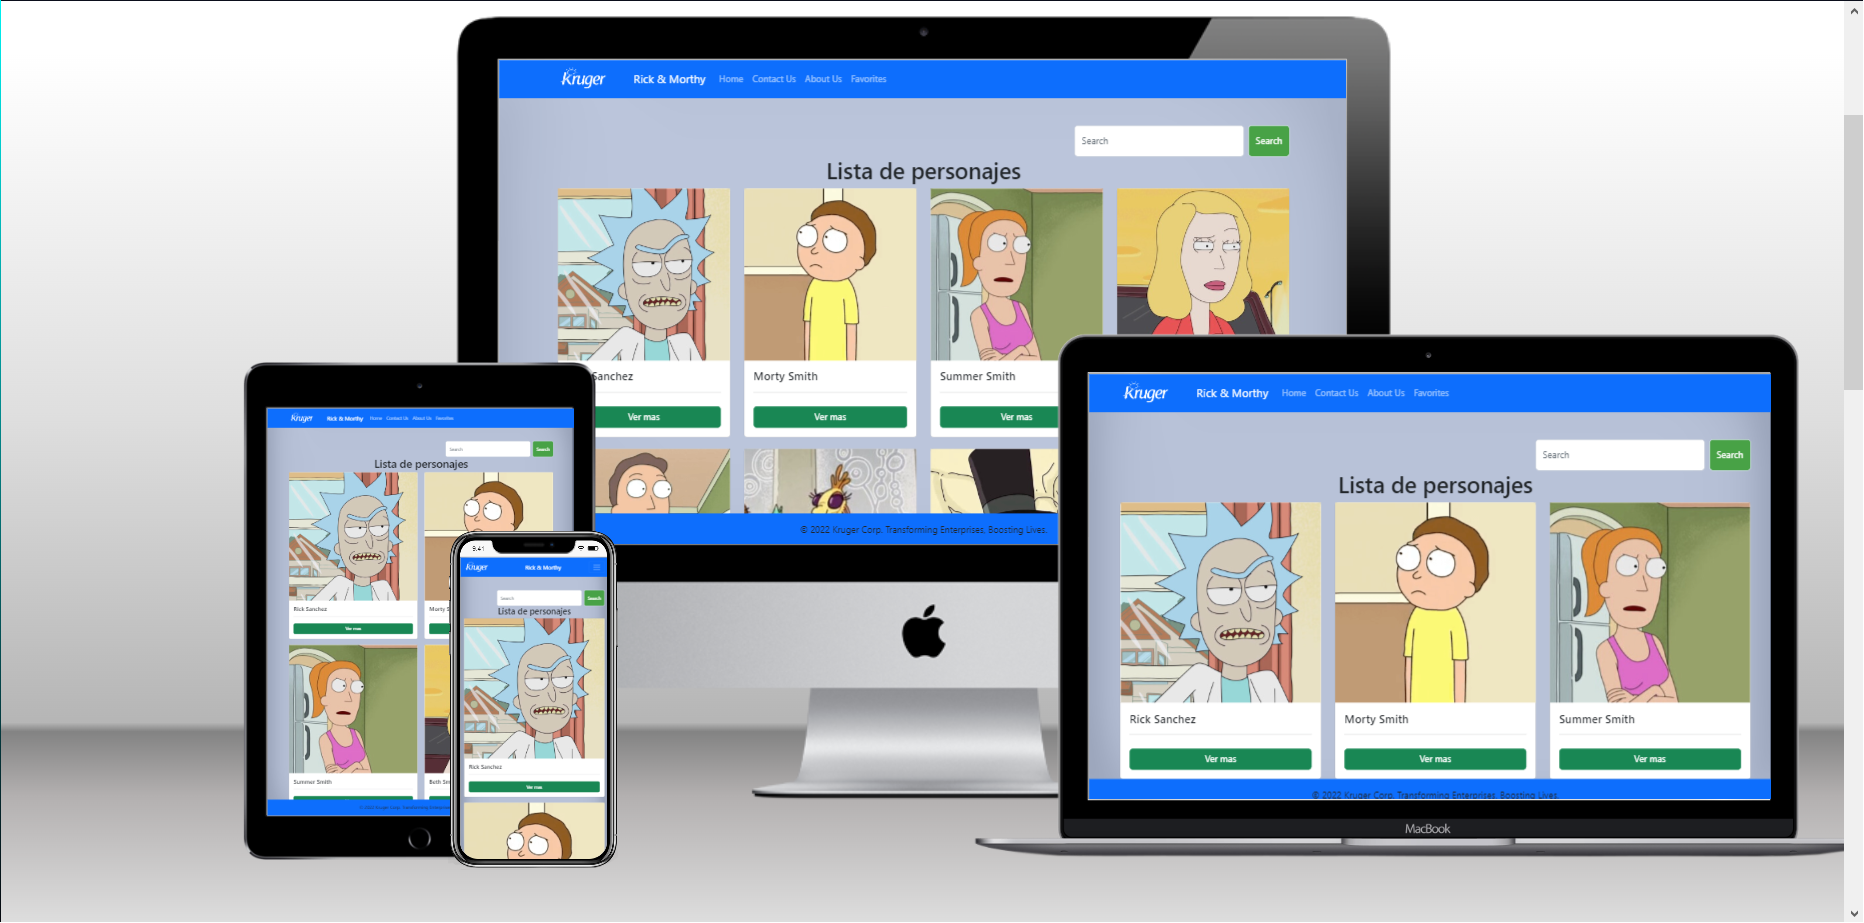 Kruger Rick & Morthy Home Contact Us About Us Favorites
Search Search
Lista de personajes
Sanchez Morty Smith Summer Smith
Ver mas Ver mas Ver mas
© 2022 Kruger Corp. Transforming Enterprises. Boosting Lives.
Kruger Rick & Morthy Home Contact Us About Us Favorites
Search Search
Lista de personajes
Rick Sanchez Morty S
Ver mas
Summer Smith Beth Sm
9:41
Kruger Rick & Morthy
Search Search
Lista de personajes
Rick Sanchez
Ver mas
Kruger Rick & Morthy Home Contact Us About Us Favorites
Search Search
Lista de personajes
Rick Sanchez Morty Smith Summer Smith
Ver mas Ver mas Ver mas
© 2022 Kruger Corp. Transforming Enterprises. Boosting Lives.
MacBook